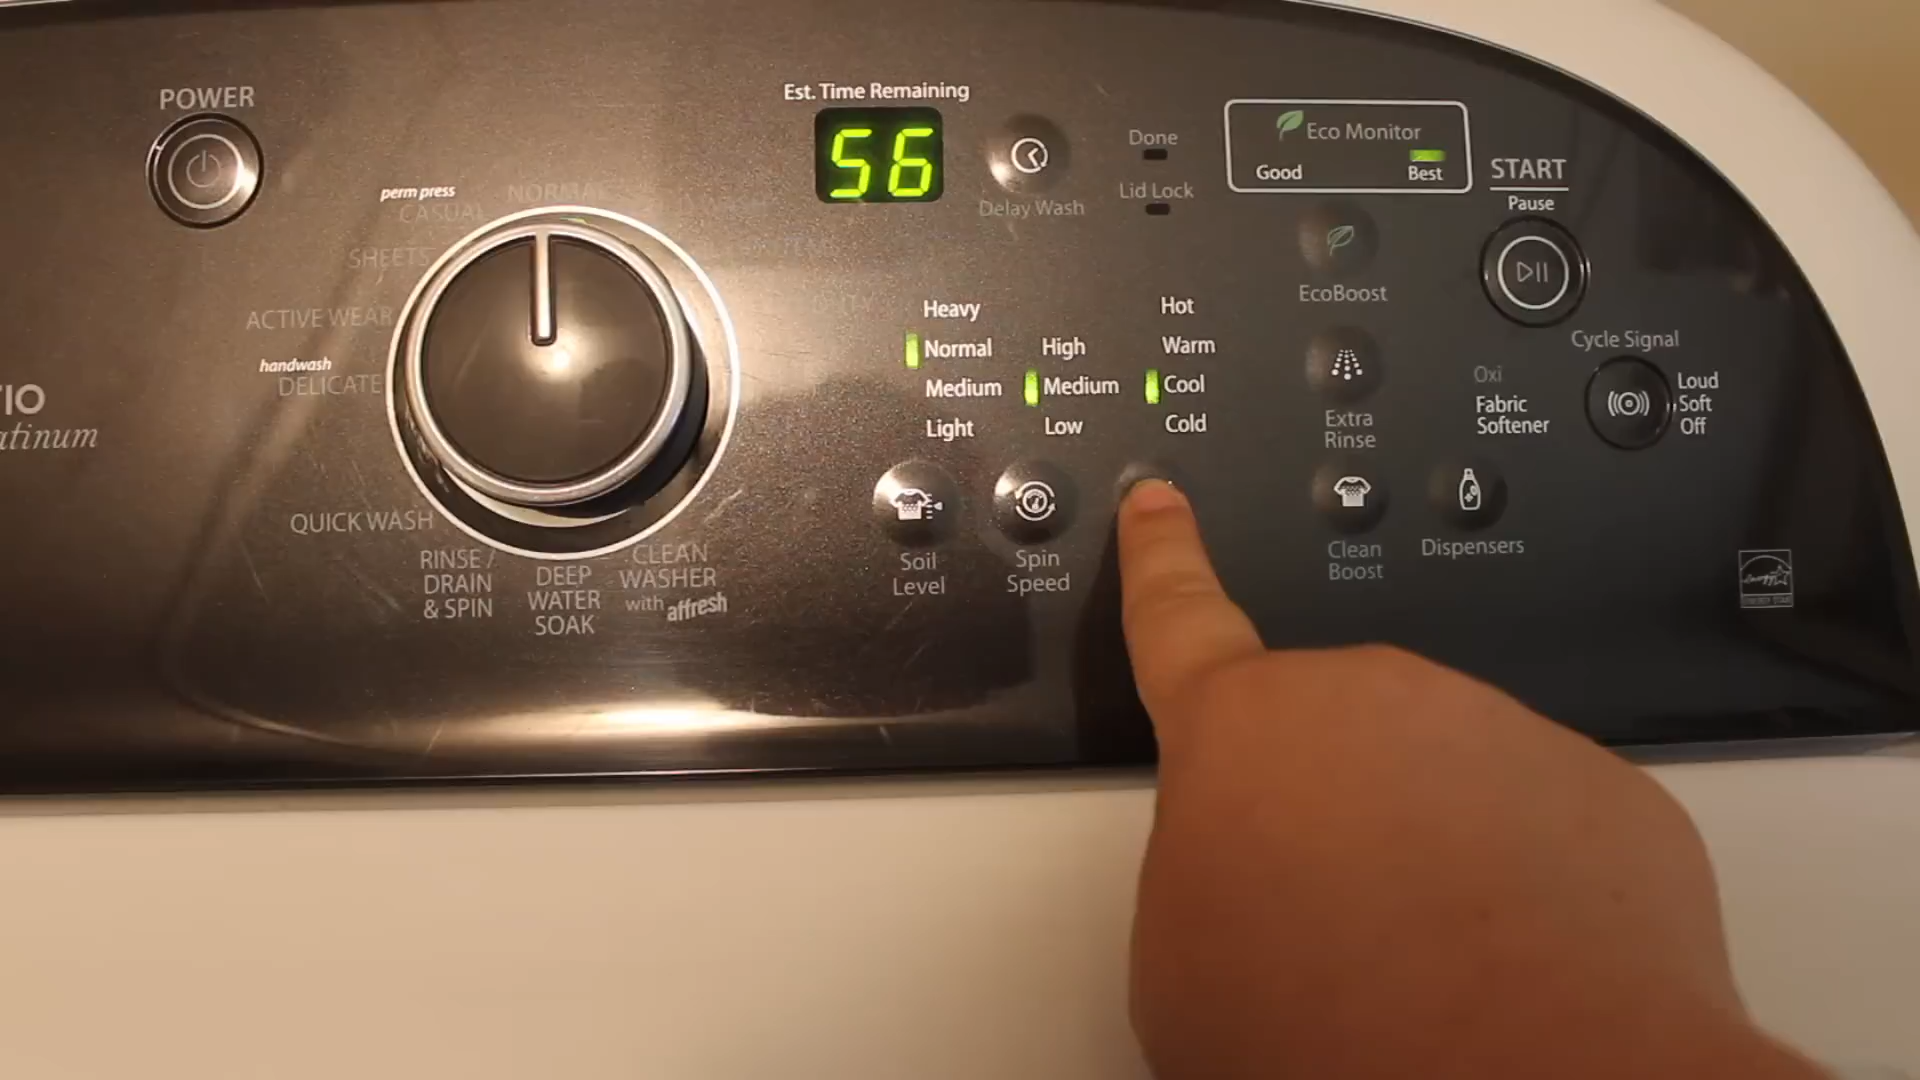 POWER
Est. Time Remaining
56
Delay Wash
Done
Lid Lock
Eco Monitor
Good
Best
START
Pause
perm press
CASUAL
NORMAL
SHEETS
ACTIVE WEAR
handwash
DELICATE
QUICK WASH
RINSE /
DRAIN
& SPIN
DEEP
WATER
SOAK
CLEAN
WASHER
with affresh
Heavy
Normal
Medium
Light
Soil
Level
High
Medium
Low
Spin
Speed
Hot
Warm
Cool
Cold
EcoBoost
Extra
Rinse
Clean
Boost
Oxi
Fabric
Softener
Dispensers
Cycle Signal
Loud
Soft
Off